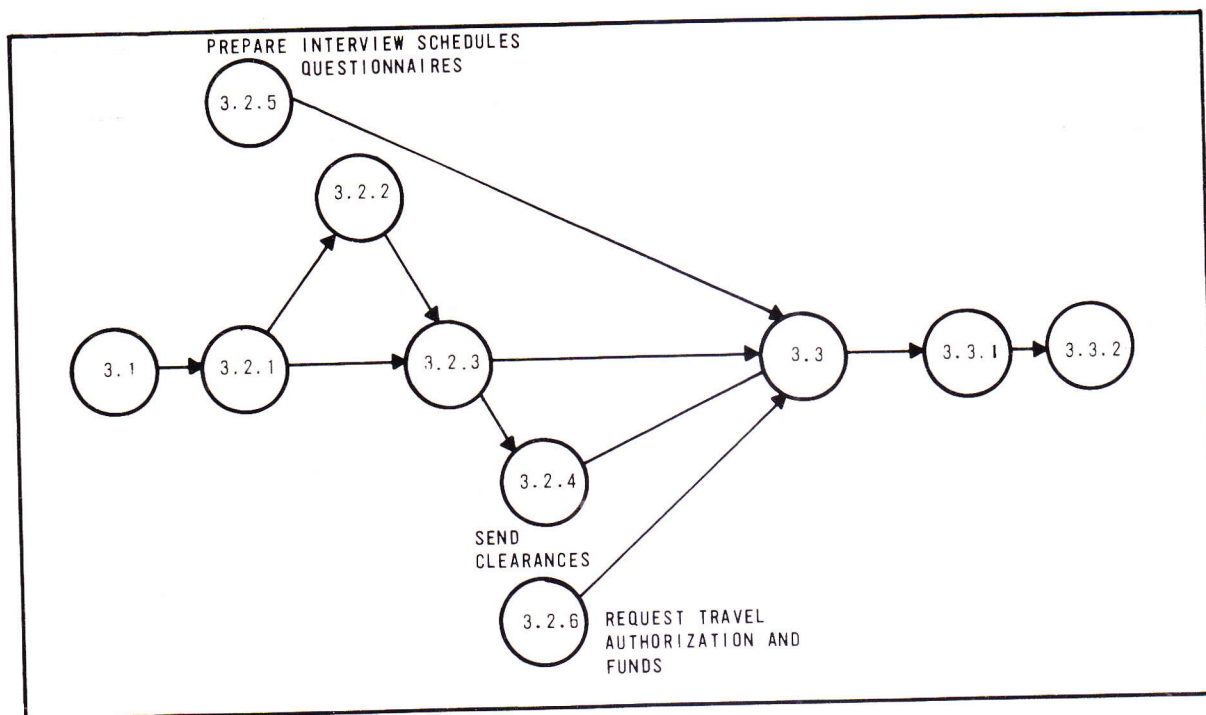 PREPARE INTERVIEW SCHEDULES
QUESTIONNAIRES
3.2.5
3.2.2
3.1
3.2.1
3.2.3
3.3
3.3.1
3.3.2
3.2.4
SEND
CLEARANCES
3.2.6
REQUEST TRAVEL
AUTHORIZATION AND
FUNDS